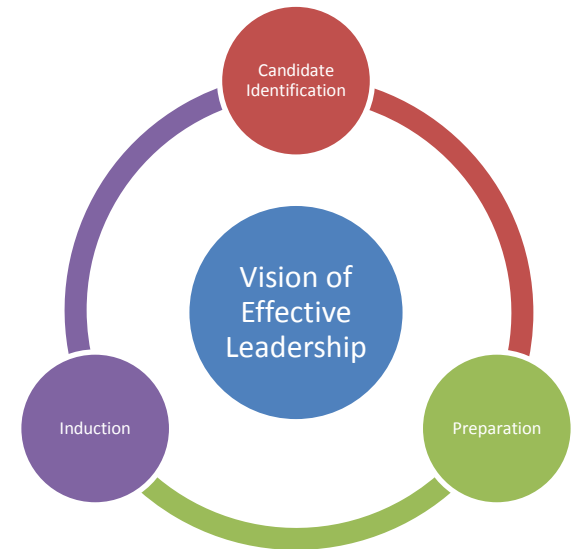 Candidate
Identification
Vision of
Effective
Leadership
Induction
Preparation